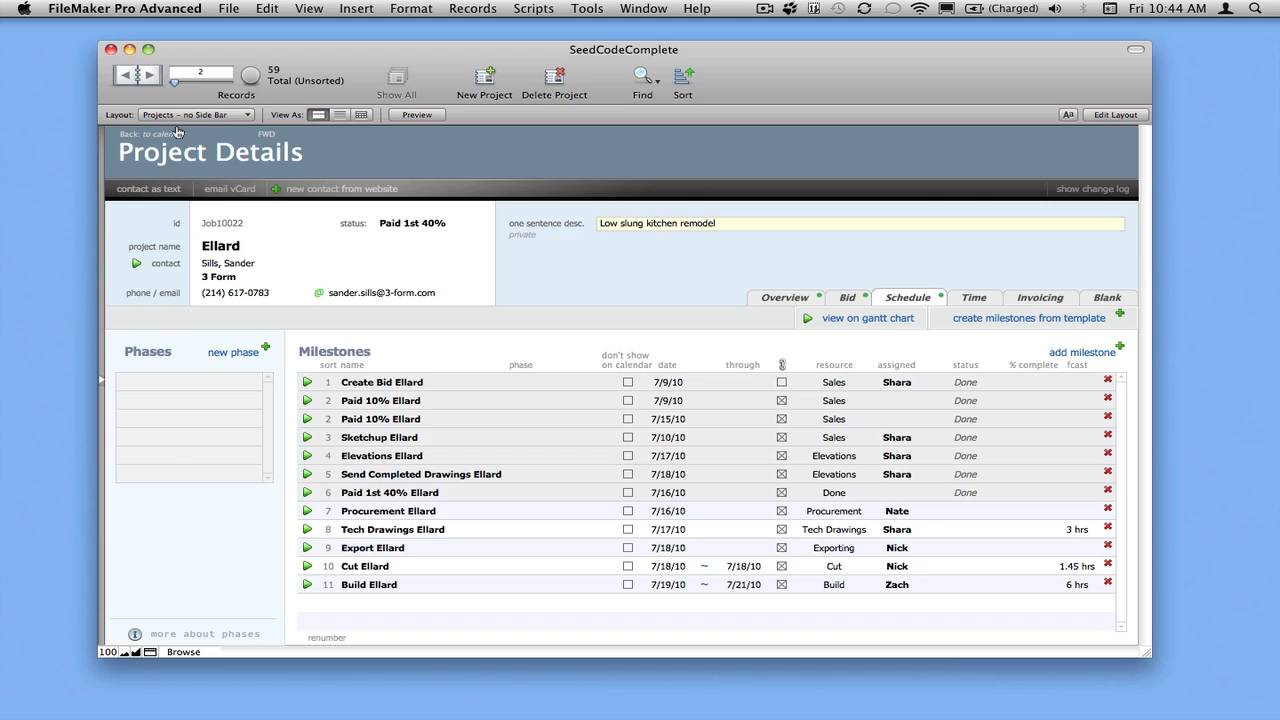 FileMaker Pro Advanced File Edit View Insert Format Records Scripts Tools Window Help (Charged) Fri 10:44 AM
SeedCodeComplete
2 59 Total (Unsorted)
Records Show All New Project Delete Project Find Sort
Layout: Projects – no Side Bar View As: Preview Aa Edit Layout
Back: to calen FWD
Project Details
contact as text email vCard new contact from website show change log
id Job10022 status: Paid 1st 40% one sentence desc. Low slung kitchen remodel
private
project name Ellard
contact Sills, Sander
3 Form
phone / email (214) 617-0783 @ sander.sills@3-form.com
Overview Bid Schedule Time Invoicing Blank
view on gantt chart create milestones from template
Phases new phase Milestones add milestone
sort name phase don't show on calendar date through resource assigned status % complete fcast
1 Create Bid Ellard 7/9/10 Sales Shara Done
2 Paid 10% Ellard 7/9/10 Sales Done
2 Paid 10% Ellard 7/15/10 Sales Done
3 Sketchup Ellard 7/10/10 Sales Shara Done
4 Elevations Ellard 7/17/10 Elevations Shara Done
5 Send Completed Drawings Ellard 7/18/10 Elevations Shara Done
6 Paid 1st 40% Ellard 7/16/10 Done Done
7 Procurement Ellard 7/16/10 Procurement Nate
8 Tech Drawings Ellard 7/17/10 Tech Drawings Shara 3 hrs
9 Export Ellard 7/18/10 Exporting Nick
10 Cut Ellard 7/18/10 ~ 7/18/10 Cut Nick 1.45 hrs
11 Build Ellard 7/19/10 ~ 7/21/10 Build Zach 6 hrs
more about phases renumber
100 Browse